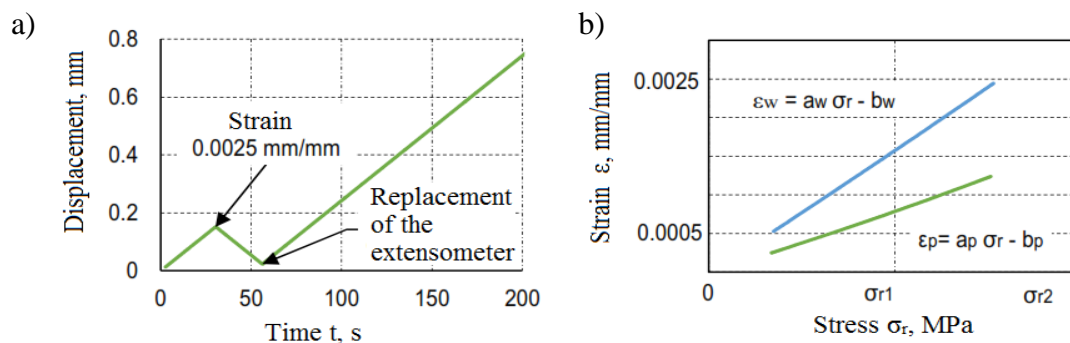 a)
Displacement, mm
0.8
0.6
0.4
0.2
0
Strain
0.0025 mm/mm
Replacement
of the
extensometer
0
50
100
150
200
Time t, s
b)
Strain ε, mm/mm
0.0025
0.0005
εw = aw σr - bw
εp= ap σr - bp
0
σr1
σr2
Stress σr, MPa